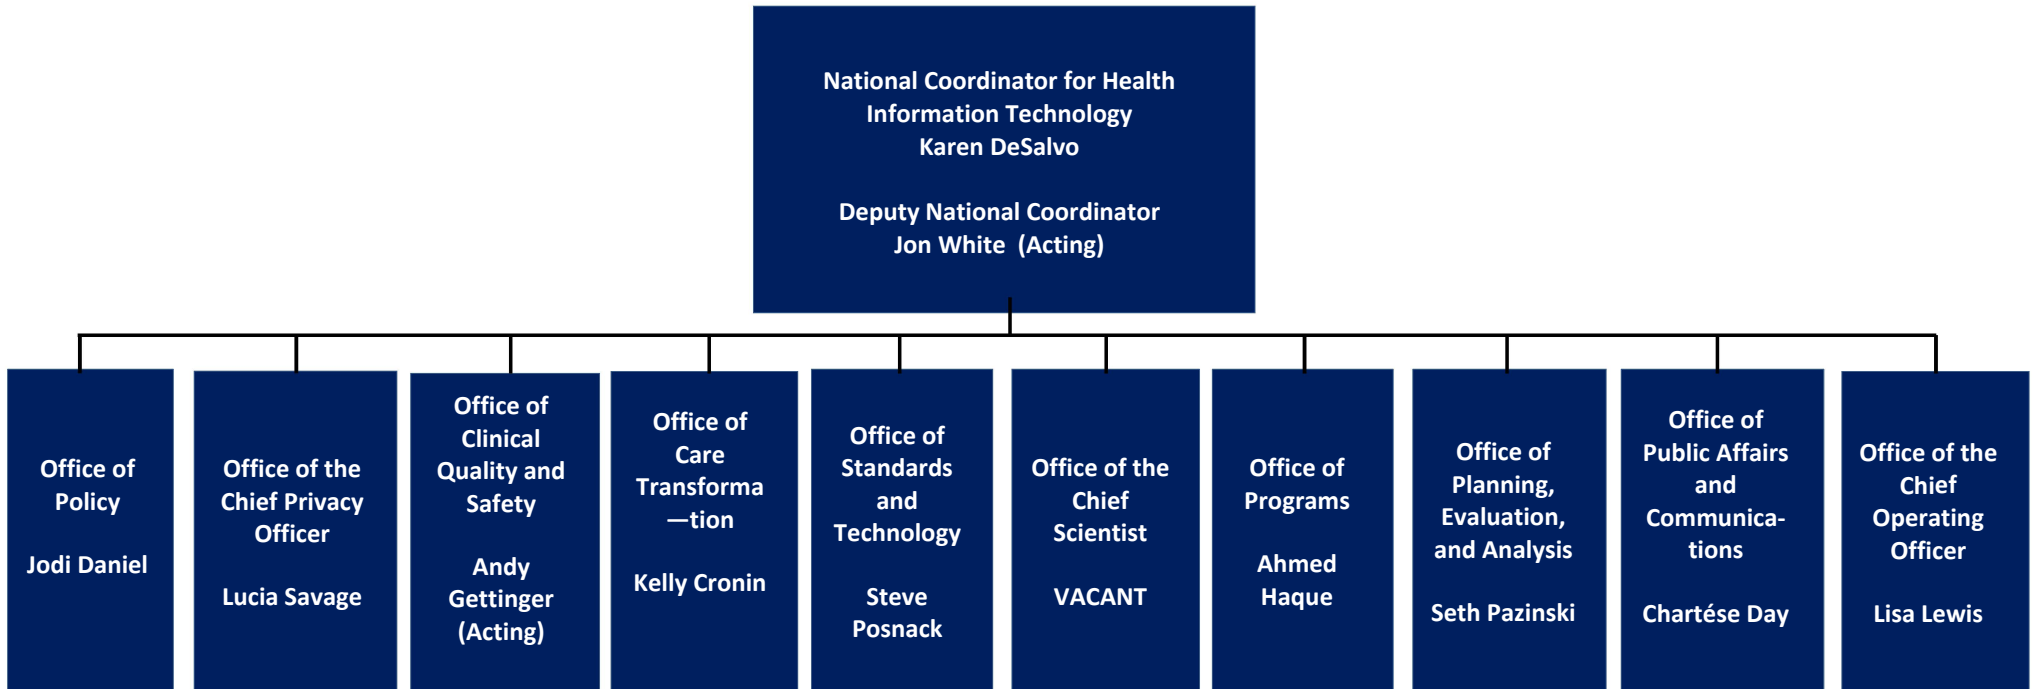 National Coordinator for Health
Information Technology
Karen DeSalvo
Deputy National Coordinator
Jon White  (Acting)
Office of
Policy
Jodi Daniel
Office of the
Chief Privacy
Officer
Lucia Savage
Office of
Clinical
Quality and
Safety
Andy
Gettinger
(Acting)
Office of
Care
Transforma
—tion
Kelly Cronin
Office of
Standards
and
Technology
Steve
Posnack
Office of the
Chief
Scientist
VACANT
Office of
Programs
Ahmed
Haque
Office of
Planning,
Evaluation,
and Analysis
Seth Pazinski
Office of
Public Affairs
and
Communica-
tions
Chartése Day
Office of the
Chief
Operating
Officer
Lisa Lewis